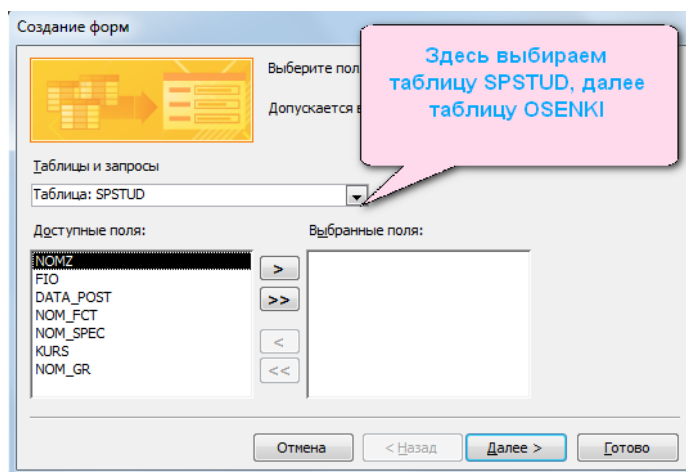 Создание форм
Выберите пол
Допускается в
Здесь выбираем
таблицу SPSTUD, далее
таблицу OSENKI
Таблицы и запросы
Таблица: SPSTUD
Доступные поля:
Выбранные поля:
NOMZ
FIO
DATA_POST
NOM_FCT
NOM_SPEC
KURS
NOM_GR
>
>>
<
<<
Отмена
< Назад
Далее >
Готово